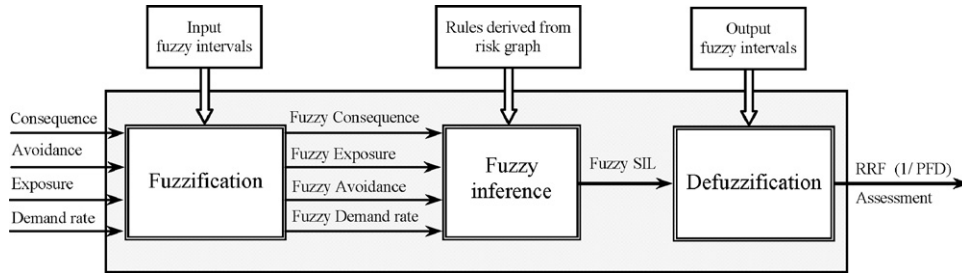 Input
fuzzy intervals
Rules derived from
risk graph
Output
fuzzy intervals
Consequence
Avoidance
Exposure
Demand rate
Fuzzification
Fuzzy Consequence
Fuzzy Exposure
Fuzzy Avoidance
Fuzzy Demand rate
Fuzzy
inference
Fuzzy SIL
Defuzzification
RRF (1/ PFD)
Assessment